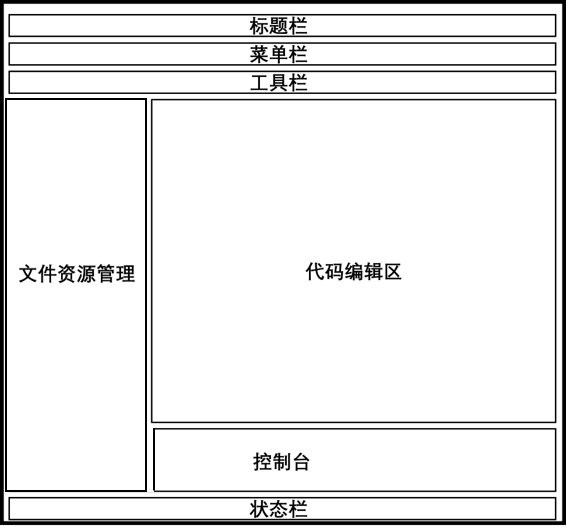 标题栏
菜单栏
工具栏
文件资源管理
代码编辑区
控制台
状态栏